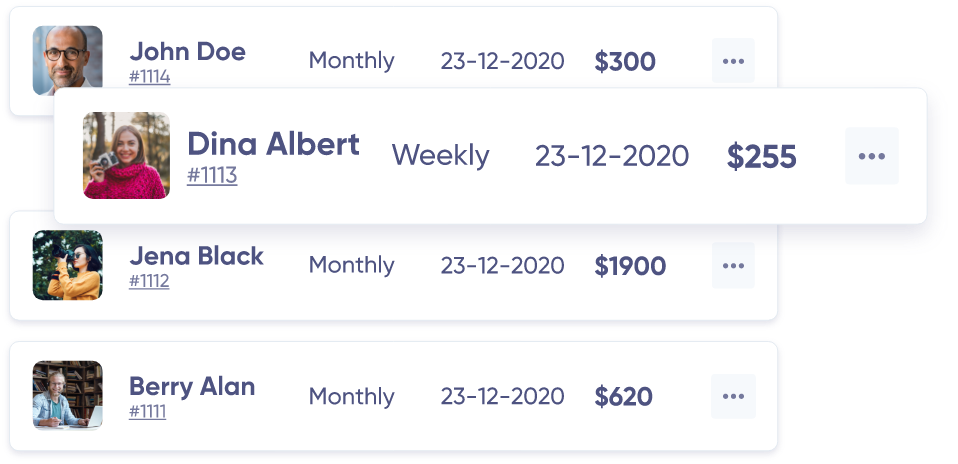 John Doe Monthly 23-12-2020 $300
#1114
Dina Albert Weekly 23-12-2020 $255
#1113
Jena Black Monthly 23-12-2020 $1900
#1112
Berry Alan Monthly 23-12-2020 $620
#1111